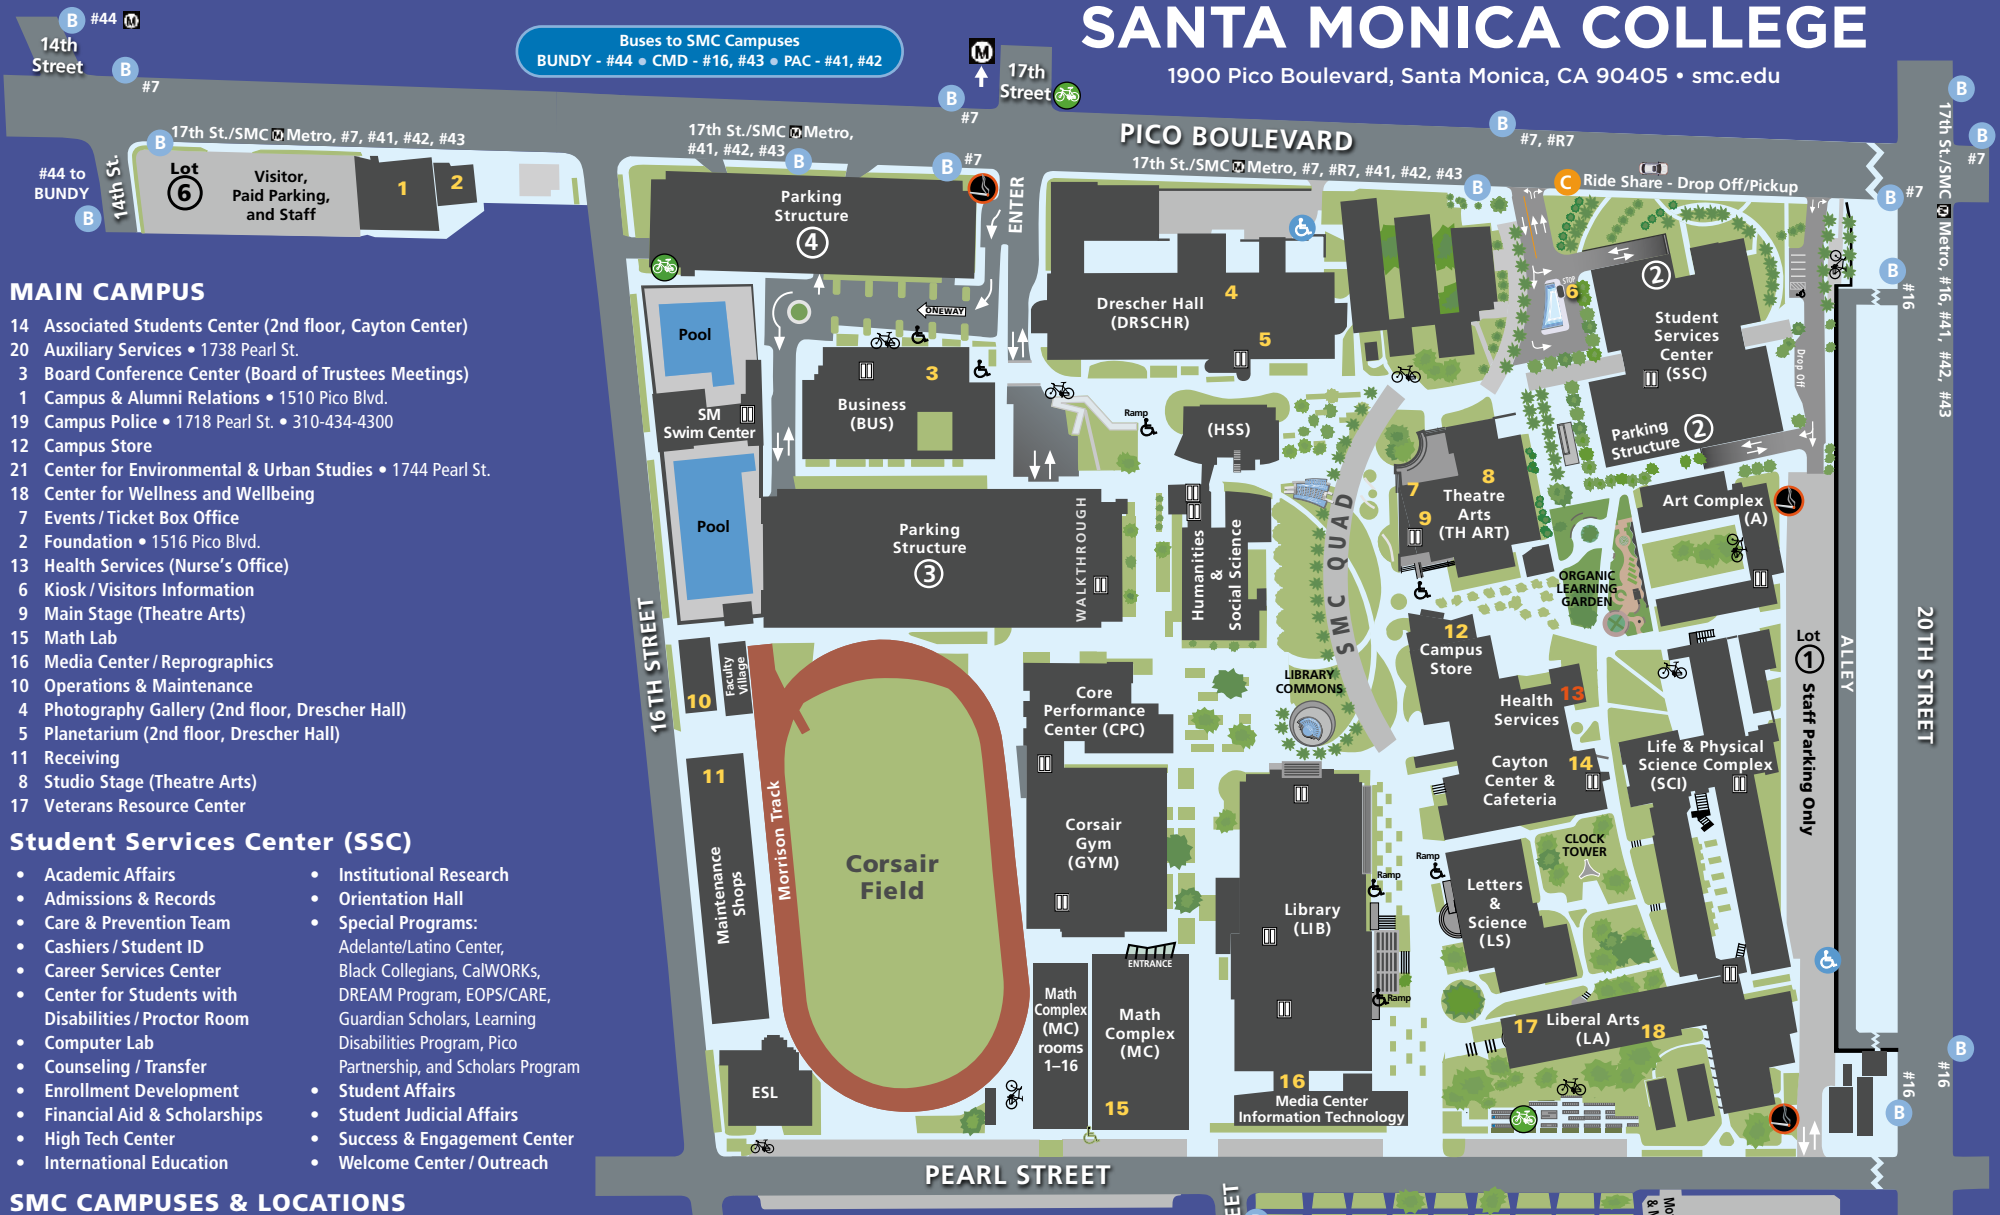 SANTA MONICA COLLEGE
1900 Pico Boulevard, Santa Monica, CA 90405 • smc.edu
B #44 M
14th
Street
B
#7
Buses to SMC Campuses
BUNDY - #44 • CMD - #16, #43 • PAC - #41, #42
M
17th
Street
B
#7
B
17th St./SMC M Metro, #7, #41, #42, #43
17th St./SMC M Metro,
#41, #42, #43
B
B
#7
PICO BOULEVARD
17th St./SMC M Metro, #7, #R7, #41, #42, #43
B
B
#7, #R7
C Ride Share - Drop Off/Pickup
B
B
#7
B
#7
17th St./SMC M Metro, #16, #41, #42, #43
B
#16
#44 to
BUNDY
B
14th St.
Lot
6
Visitor,
Paid Parking,
and Staff
1
2
Parking
Structure
4
ENTER
ONEWAY
Drescher Hall
(DRSCHR)
4
5
STOP
6
2
Student
Services
Center
(SSC)
Parking
Structure
2
Drop Off
Pool
SM
Swim Center
Pool
3
Business
(BUS)
Ramp
(HSS)
Humanities
&
Social Science
SMC QUAD
7
8
9
Theatre
Arts
(TH ART)
Art Complex
(A)
ORGANIC
LEARNING
GARDEN
Parking
Structure
3
WALKTHROUGH
16TH STREET
10
Faculty
Village
11
Maintenance
Shops
Morrison Track
Corsair
Field
Core
Performance
Center (CPC)
Corsair
Gym
(GYM)
LIBRARY
COMMONS
12
Campus
Store
Health
Services
13
Cayton
Center &
Cafeteria
14
Life & Physical
Science Complex
(SCI)
Lot
1
Staff Parking Only
ALLEY
20TH STREET
CLOCK
TOWER
Ramp
Ramp
Ramp
Letters
&
Science
(LS)
Library
(LIB)
ENTRANCE
Math
Complex
(MC)
rooms
1–16
Math
Complex
(MC)
15
16
Media Center
Information Technology
17
Liberal Arts
(LA)
18
ESL
B
#16
#16
B
PEARL STREET
EET
MAIN CAMPUS
14 Associated Students Center (2nd floor, Cayton Center)
20 Auxiliary Services • 1738 Pearl St.
3 Board Conference Center (Board of Trustees Meetings)
1 Campus & Alumni Relations • 1510 Pico Blvd.
19 Campus Police • 1718 Pearl St. • 310-434-4300
12 Campus Store
21 Center for Environmental & Urban Studies • 1744 Pearl St.
18 Center for Wellness and Wellbeing
7 Events/Ticket Box Office
2 Foundation • 1516 Pico Blvd.
13 Health Services (Nurse's Office)
6 Kiosk/Visitors Information
9 Main Stage (Theatre Arts)
15 Math Lab
16 Media Center/Reprographics
10 Operations & Maintenance
4 Photography Gallery (2nd floor, Drescher Hall)
5 Planetarium (2nd floor, Drescher Hall)
11 Receiving
8 Studio Stage (Theatre Arts)
17 Veterans Resource Center
Student Services Center (SSC)
• Academic Affairs
• Admissions & Records
• Care & Prevention Team
• Cashiers/Student ID
• Career Services Center
• Center for Students with
Disabilities/Proctor Room
• Computer Lab
• Counseling/Transfer
• Enrollment Development
• Financial Aid & Scholarships
• High Tech Center
• International Education
• Institutional Research
• Orientation Hall
• Special Programs:
Adelante/Latino Center,
Black Collegians, CalWORKs,
DREAM Program, EOPS/CARE,
Guardian Scholars, Learning
Disabilities Program, Pico
Partnership, and Scholars Program
• Student Affairs
• Student Judicial Affairs
• Success & Engagement Center
• Welcome Center/Outreach
SMC CAMPUSES & LOCATIONS